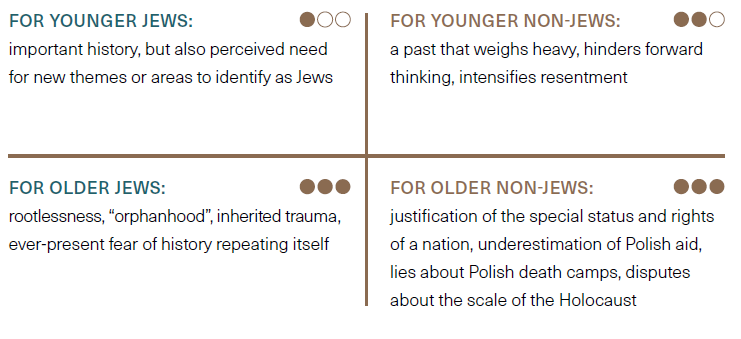 FOR YOUNGER JEWS:
important history, but also perceived need
for new themes or areas to identify as Jews
FOR YOUNGER NON-JEWS:
a past that weighs heavy, hinders forward
thinking, intensifies resentment
FOR OLDER JEWS:
rootlessness, “orphanhood”, inherited trauma,
ever-present fear of history repeating itself
FOR OLDER NON-JEWS:
justification of the special status and rights
of a nation, underestimation of Polish aid,
lies about Polish death camps, disputes
about the scale of the Holocaust